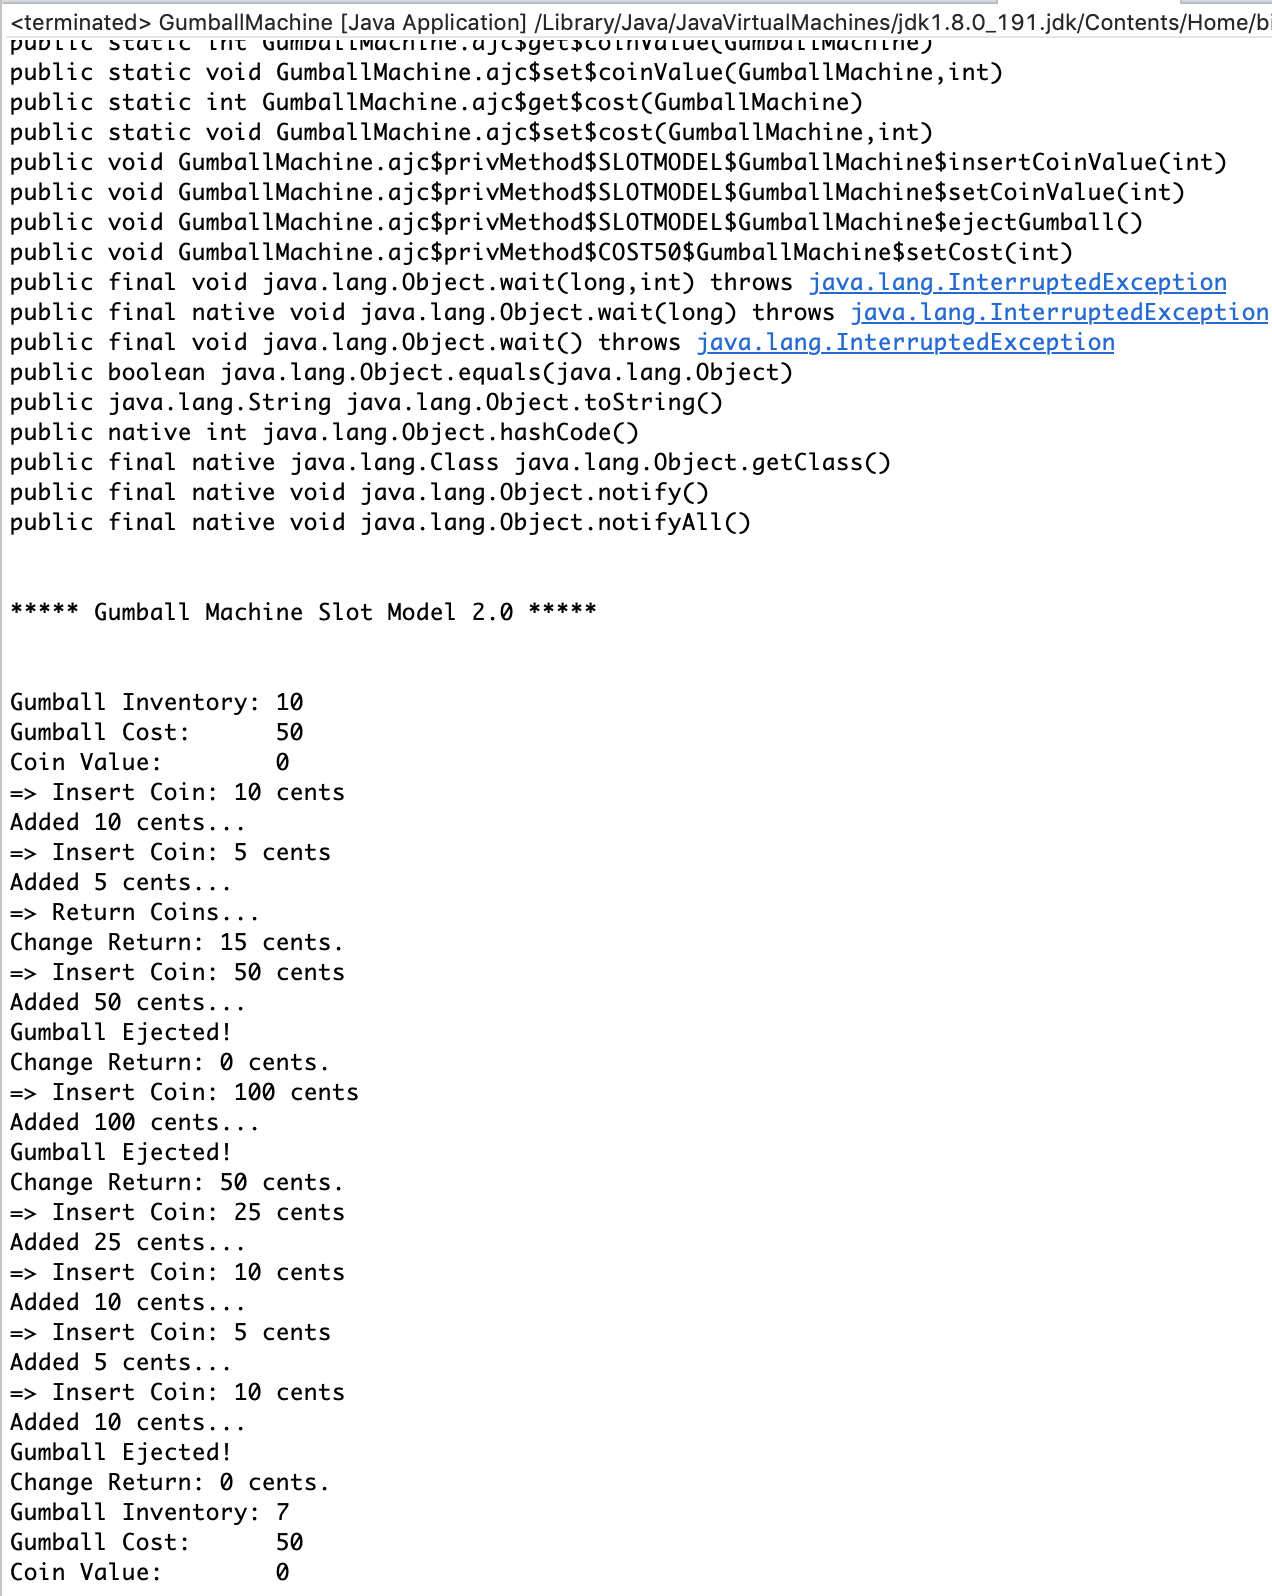 <terminated> GumballMachine [Java Application] /Library/Java/JavaVirtualMachines/jdk1.8.0_191.jdk/Contents/Home/bi
public static int GumballMachine.ajc$get$coinValue(GumballMachine)
public static void GumballMachine.ajc$set$coinValue(GumballMachine,int)
public static int GumballMachine.ajc$get$cost(GumballMachine)
public static void GumballMachine.ajc$set$cost(GumballMachine,int)
public void GumballMachine.ajc$privMethod$SLOTMODEL$GumballMachine$insertCoinValue(int)
public void GumballMachine.ajc$privMethod$SLOTMODEL$GumballMachine$setCoinValue(int)
public void GumballMachine.ajc$privMethod$SLOTMODEL$GumballMachine$ejectGumball()
public void GumballMachine.ajc$privMethod$COST50$GumballMachine$setCost(int)
public final void java.lang.Object.wait(long,int) throws java.lang.InterruptedException
public final native void java.lang.Object.wait(long) throws java.lang.InterruptedException
public final void java.lang.Object.wait() throws java.lang.InterruptedException
public boolean java.lang.Object.equals(java.lang.Object)
public java.lang.String java.lang.Object.toString()
public native int java.lang.Object.hashCode()
public final native java.lang.Class java.lang.Object.getClass()
public final native void java.lang.Object.notify()
public final native void java.lang.Object.notifyAll()
***** Gumball Machine Slot Model 2.0 *****
Gumball Inventory: 10
Gumball Cost: 50
Coin Value: 0
=> Insert Coin: 10 cents
Added 10 cents...
=> Insert Coin: 5 cents
Added 5 cents...
=> Return Coins...
Change Return: 15 cents.
=> Insert Coin: 50 cents
Added 50 cents...
Gumball Ejected!
Change Return: 0 cents.
=> Insert Coin: 100 cents
Added 100 cents...
Gumball Ejected!
Change Return: 50 cents.
=> Insert Coin: 25 cents
Added 25 cents...
=> Insert Coin: 10 cents
Added 10 cents...
=> Insert Coin: 5 cents
Added 5 cents...
=> Insert Coin: 10 cents
Added 10 cents...
Gumball Ejected!
Change Return: 0 cents.
Gumball Inventory: 7
Gumball Cost: 50
Coin Value: 0